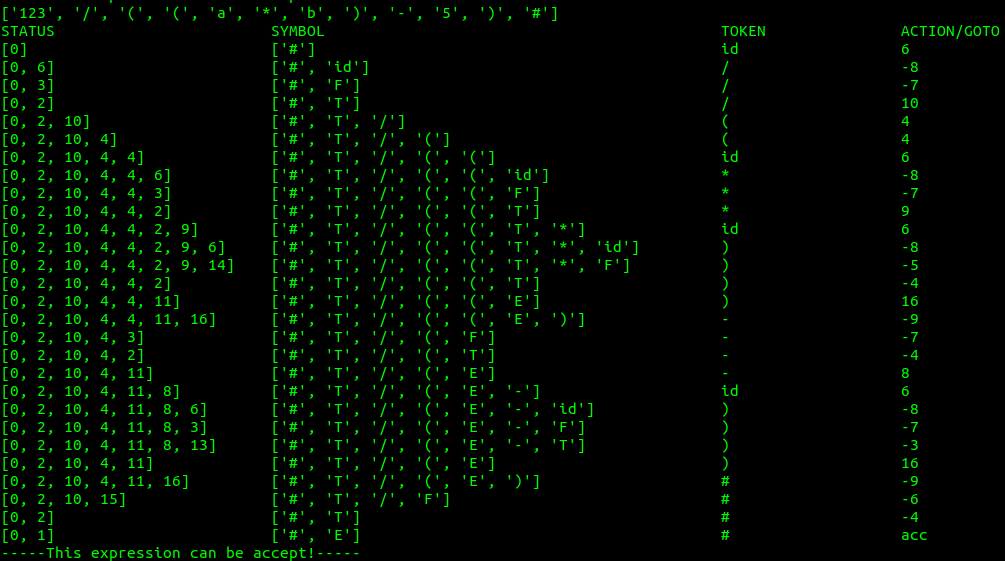 ['123', '/', '(', '(', 'a', '*', 'b', ')', '-', '5', ')', '#']
STATUS SYMBOL TOKEN ACTION/GOTO
[0] ['#'] id 6
[0, 6] ['#', 'id'] / -8
[0, 3] ['#', 'F'] / -7
[0, 2] ['#', 'T'] / 10
[0, 2, 10] ['#', 'T', '/'] ( 4
[0, 2, 10, 4] ['#', 'T', '/', '('] ( 4
[0, 2, 10, 4, 4] ['#', 'T', '/', '(', '('] id 6
[0, 2, 10, 4, 4, 6] ['#', 'T', '/', '(', '(', 'id'] * -8
[0, 2, 10, 4, 4, 3] ['#', 'T', '/', '(', '(', 'F'] * -7
[0, 2, 10, 4, 4, 2] ['#', 'T', '/', '(', '(', 'T'] * 9
[0, 2, 10, 4, 4, 2, 9] ['#', 'T', '/', '(', '(', 'T', '*'] id 6
[0, 2, 10, 4, 4, 2, 9, 6] ['#', 'T', '/', '(', '(', 'T', '*', 'id'] ) -8
[0, 2, 10, 4, 4, 2, 9, 14] ['#', 'T', '/', '(', '(', 'T', '*', 'F'] ) -5
[0, 2, 10, 4, 4, 2] ['#', 'T', '/', '(', '(', 'T'] ) -4
[0, 2, 10, 4, 4, 11] ['#', 'T', '/', '(', '(', 'E'] ) 16
[0, 2, 10, 4, 4, 11, 16] ['#', 'T', '/', '(', '(', 'E', ')'] - -9
[0, 2, 10, 4, 3] ['#', 'T', '/', '(', 'F'] - -7
[0, 2, 10, 4, 2] ['#', 'T', '/', '(', 'T'] - -4
[0, 2, 10, 4, 11] ['#', 'T', '/', '(', 'E'] - 8
[0, 2, 10, 4, 11, 8] ['#', 'T', '/', '(', 'E', '-'] id 6
[0, 2, 10, 4, 11, 8, 6] ['#', 'T', '/', '(', 'E', '-', 'id'] ) -8
[0, 2, 10, 4, 11, 8, 3] ['#', 'T', '/', '(', 'E', '-', 'F'] ) -7
[0, 2, 10, 4, 11, 8, 13] ['#', 'T', '/', '(', 'E', '-', 'T'] ) -3
[0, 2, 10, 4, 11] ['#', 'T', '/', '(', 'E'] ) 16
[0, 2, 10, 4, 11, 16] ['#', 'T', '/', '(', 'E', ')'] # -9
[0, 2, 10, 15] ['#', 'T', '/', 'F'] # -6
[0, 2] ['#', 'T'] # -4
[0, 1] ['#', 'E'] # acc
-----This expression can be accept!-----